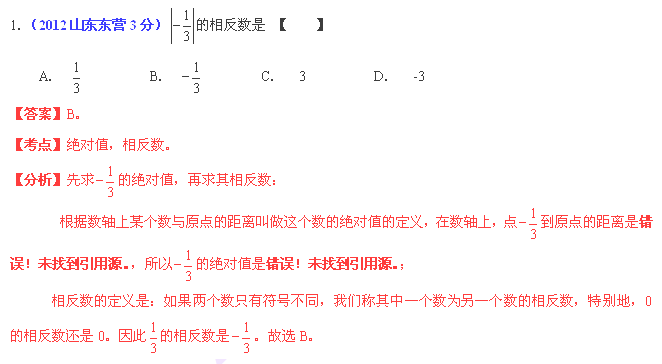 1. (2012山东东营3分) |-1/3|的相反数是 【 】
A. 1/3 B. -1/3 C. 3 D. -3
【答案】B。
【考点】绝对值，相反数。
【分析】先求-1/3的绝对值，再求其相反数：
根据数轴上某个数与原点的距离叫做这个数的绝对值的定义，在数轴上，点-1/3到原点的距离是错
误！未找到引用源。，所以-1/3的绝对值是错误！未找到引用源。；
相反数的定义是：如果两个数只有符号不同，我们称其中一个数为另一个数的相反数，特别地，0
的相反数还是0。因此1/3的相反数是-1/3。故选B。